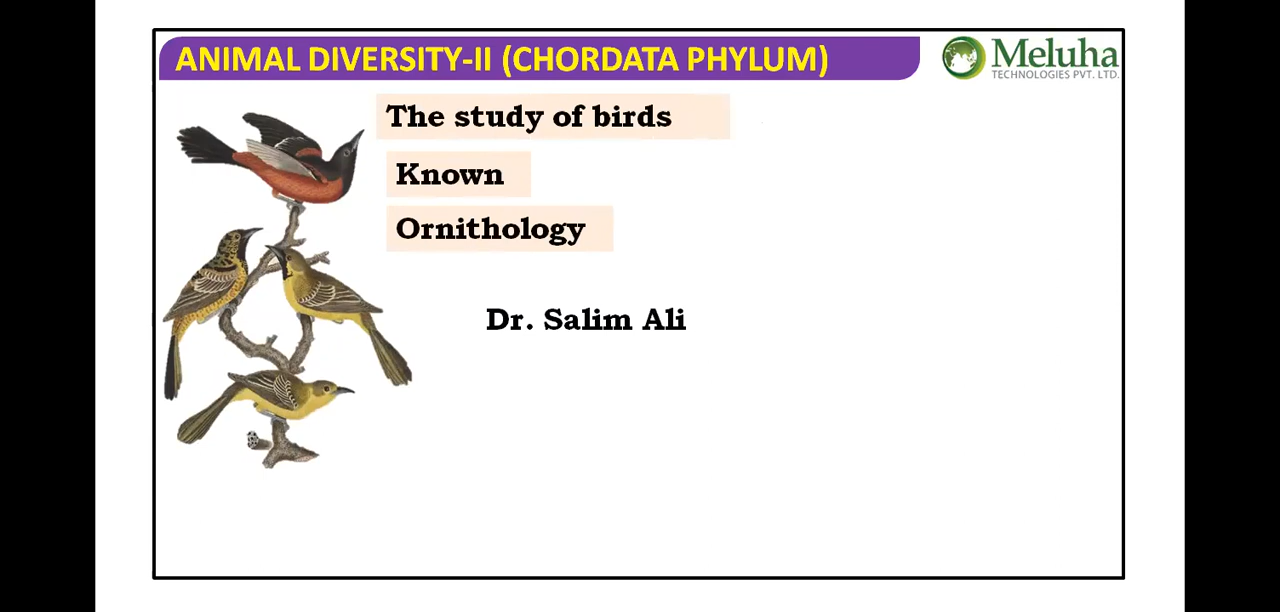 ANIMAL DIVERSITY-II (CHORDATA PHYLUM)
Meluha
TECHNOLOGIES PVT. LTD.
The study of birds
Known
Ornithology
Dr. Salim Ali